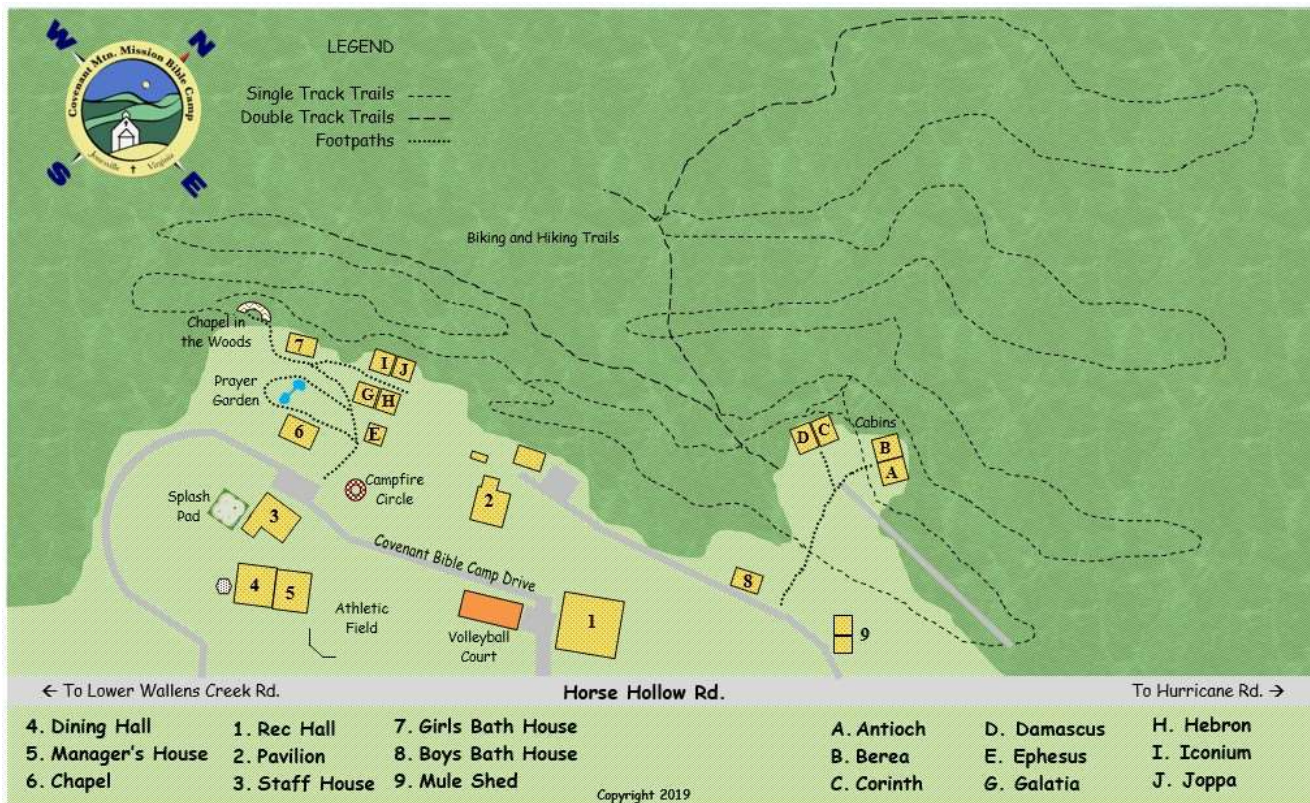 W
N
S
E
Covenant Mtn. Mission Bible Camp
Jonesville † Virginia
LEGEND
Single Track Trails
Double Track Trails
Footpaths
Biking and Hiking Trails
Chapel in
the Woods
7
I
J
Prayer
Garden
G
H
6
E
Cabins
D
C
B
A
Campfire
Circle
Splash
Pad
3
2
Covenant Bible Camp Drive
4
5
Athletic
Field
Volleyball
Court
1
8
9
← To Lower Wallens Creek Rd.
Horse Hollow Rd.
To Hurricane Rd. →
4. Dining Hall
5. Manager's House
6. Chapel
1. Rec Hall
2. Pavilion
3. Staff House
7. Girls Bath House
8. Boys Bath House
9. Mule Shed
A. Antioch
B. Berea
C. Corinth
D. Damascus
E. Ephesus
G. Galatia
H. Hebron
I. Iconium
J. Joppa
Copyright 2019